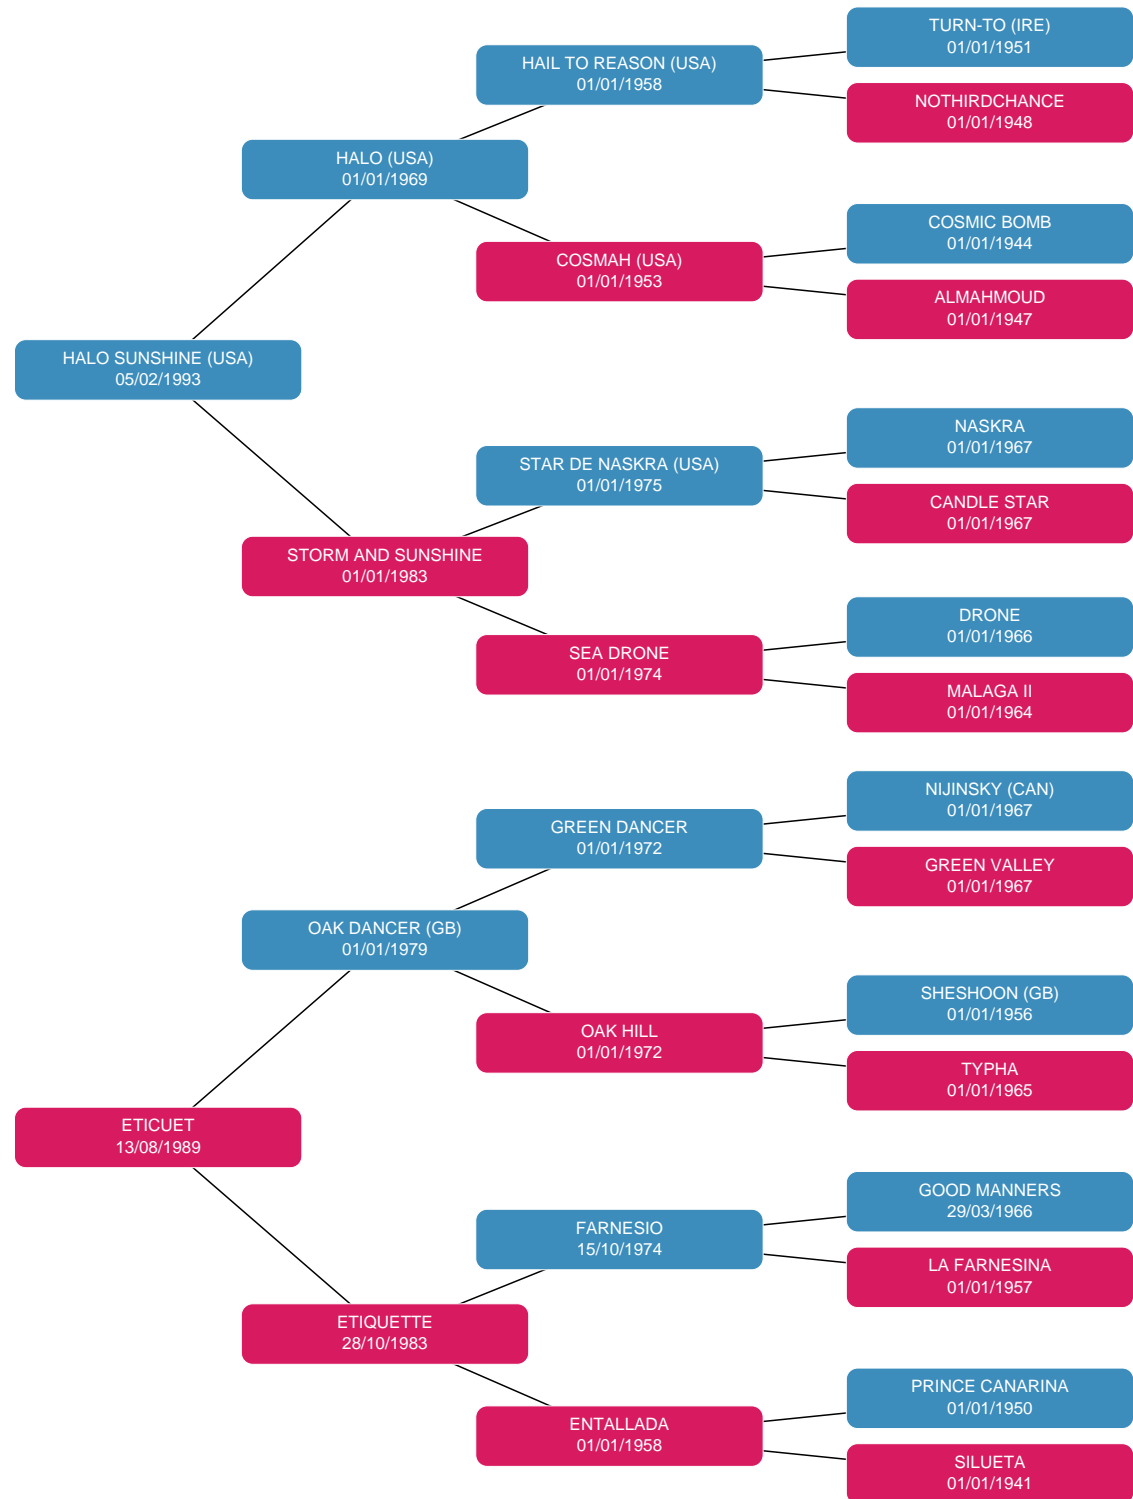 TURN-TO (IRE)
01/01/1951
HAIL TO REASON (USA)
01/01/1958
NOTHIRDCHANCE
01/01/1948
HALO (USA)
01/01/1969
COSMIC BOMB
01/01/1944
COSMAH (USA)
01/01/1953
ALMAHMOUD
01/01/1947
HALO SUNSHINE (USA)
05/02/1993
NASKRA
01/01/1967
STAR DE NASKRA (USA)
01/01/1975
CANDLE STAR
01/01/1967
STORM AND SUNSHINE
01/01/1983
DRONE
01/01/1966
SEA DRONE
01/01/1974
MALAGA II
01/01/1964
NIJINSKY (CAN)
01/01/1967
GREEN DANCER
01/01/1972
GREEN VALLEY
01/01/1967
OAK DANCER (GB)
01/01/1979
SHESHOON (GB)
01/01/1956
OAK HILL
01/01/1972
TYPHA
01/01/1965
ETICUET
13/08/1989
GOOD MANNERS
29/03/1966
FARNESIO
15/10/1974
LA FARNESINA
01/01/1957
ETIQUETTE
28/10/1983
PRINCE CANARINA
01/01/1950
ENTALLADA
01/01/1958
SILUETA
01/01/1941